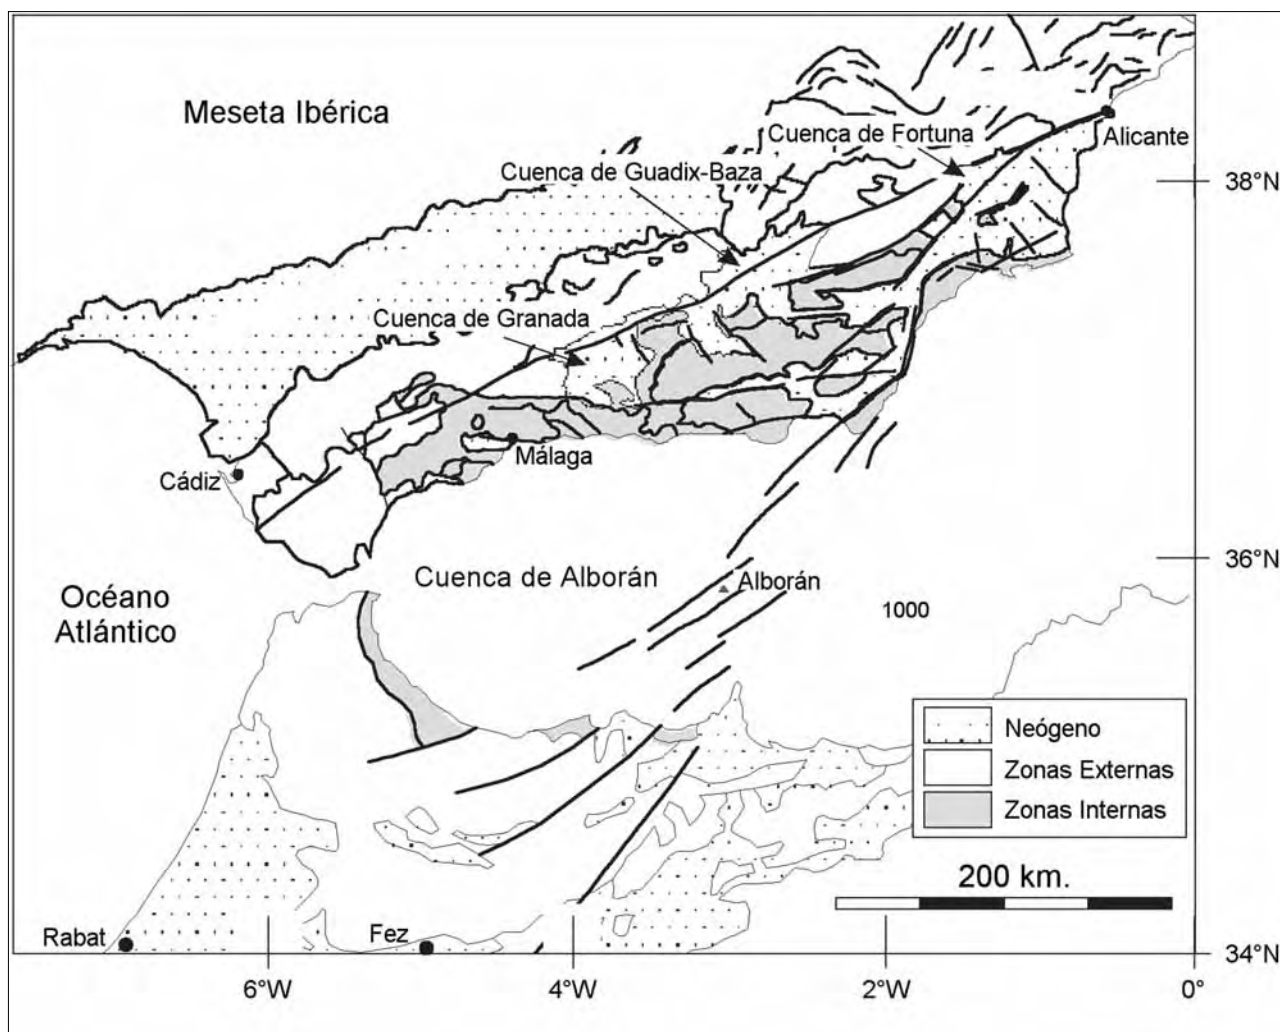 Meseta Ibérica
Cuenca de Fortuna
Alicante
Cuenca de Guadix-Baza
38°N
Cuenca de Granada
Málaga
Cádiz
36°N
Cuenca de Alborán
Alborán
Océano
Atlántico
1000
Neógeno
Zonas Externas
Zonas Internas
200 km.
Rabat
Fez
34°N
6°W
4°W
2°W
0°